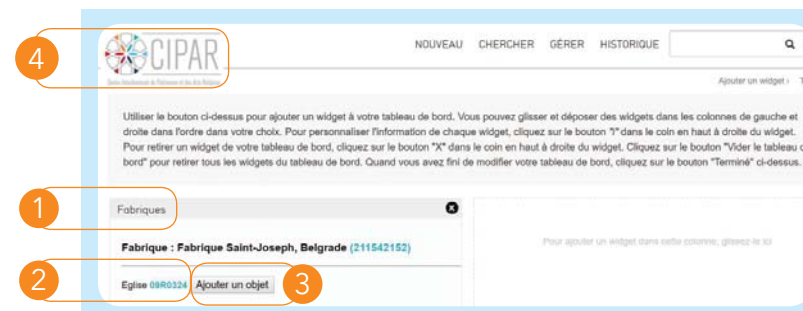 4
CIPAR
NOUVEAU CHERCHER GÉRER HISTORIQUE
Ajouter un widget › T
Utiliser le bouton ci-dessus pour ajouter un widget à votre tableau de bord. Vous pouvez glisser et déposer des widgets dans les colonnes de gauche et
droite dans l'ordre dans votre choix. Pour personnaliser l'information de chaque widget, cliquez sur le bouton "i" dans le coin en haut à droite du widget.
Pour retirer un widget de votre tableau de bord, cliquez sur le bouton "X" dans le coin en haut à droite du widget. Cliquez sur le bouton "Vider le tableau d
bord" pour retirer tous les widgets du tableau de bord. Quand vous avez fini de modifier votre tableau de bord, cliquez sur le bouton "Terminé" ci-dessus.
1
Fabriques
Fabrique : Fabrique Saint-Joseph, Belgrade (211542152)
Pour ajouter un widget dans cette colonne, glissez-le ici
2
Eglise 09R0324 Ajouter un objet 3